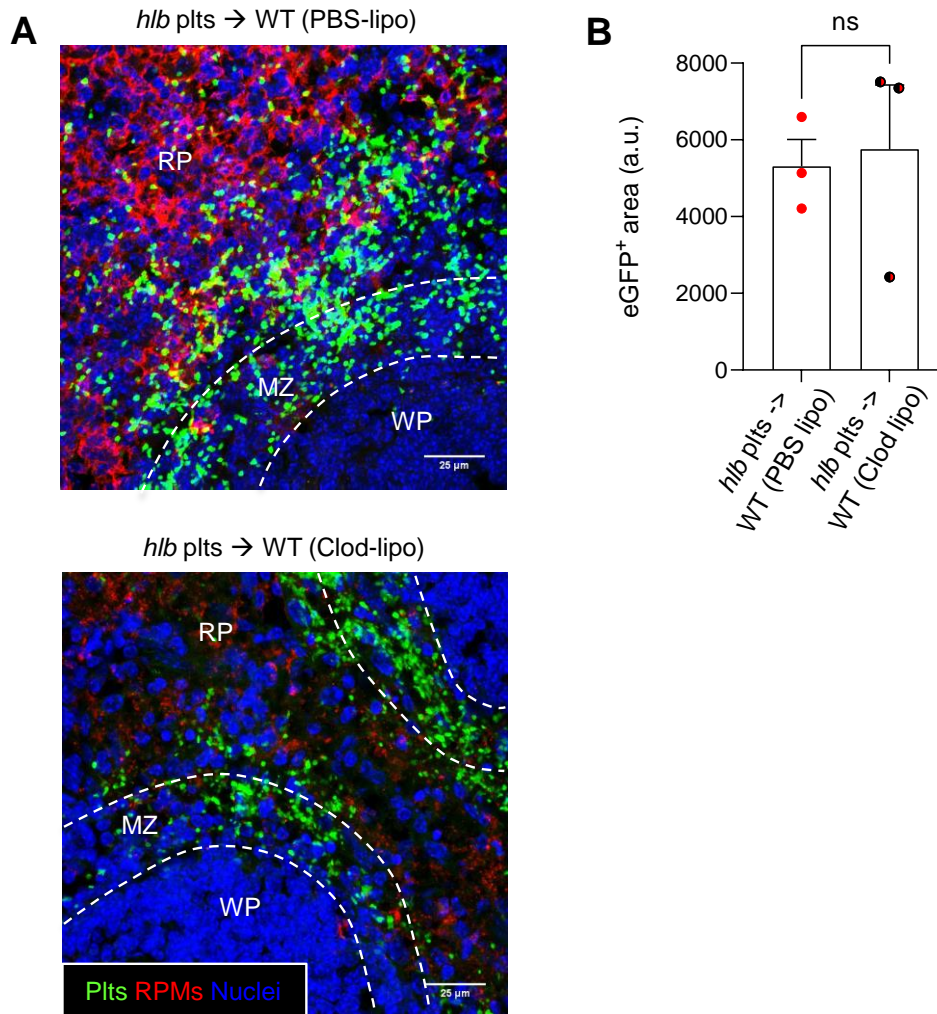 A
hlb plts → WT (PBS-lipo)
RP
MZ
WP
25 µm
hlb plts → WT (Clod-lipo)
RP
MZ
WP
Plts RPMs Nuclei
25 µm
B
ns
8000
6000
4000
2000
0
eGFP+ area (a.u.)
hlb plts ->
WT (PBS lipo)
hlb plts ->
WT (Clod lipo)